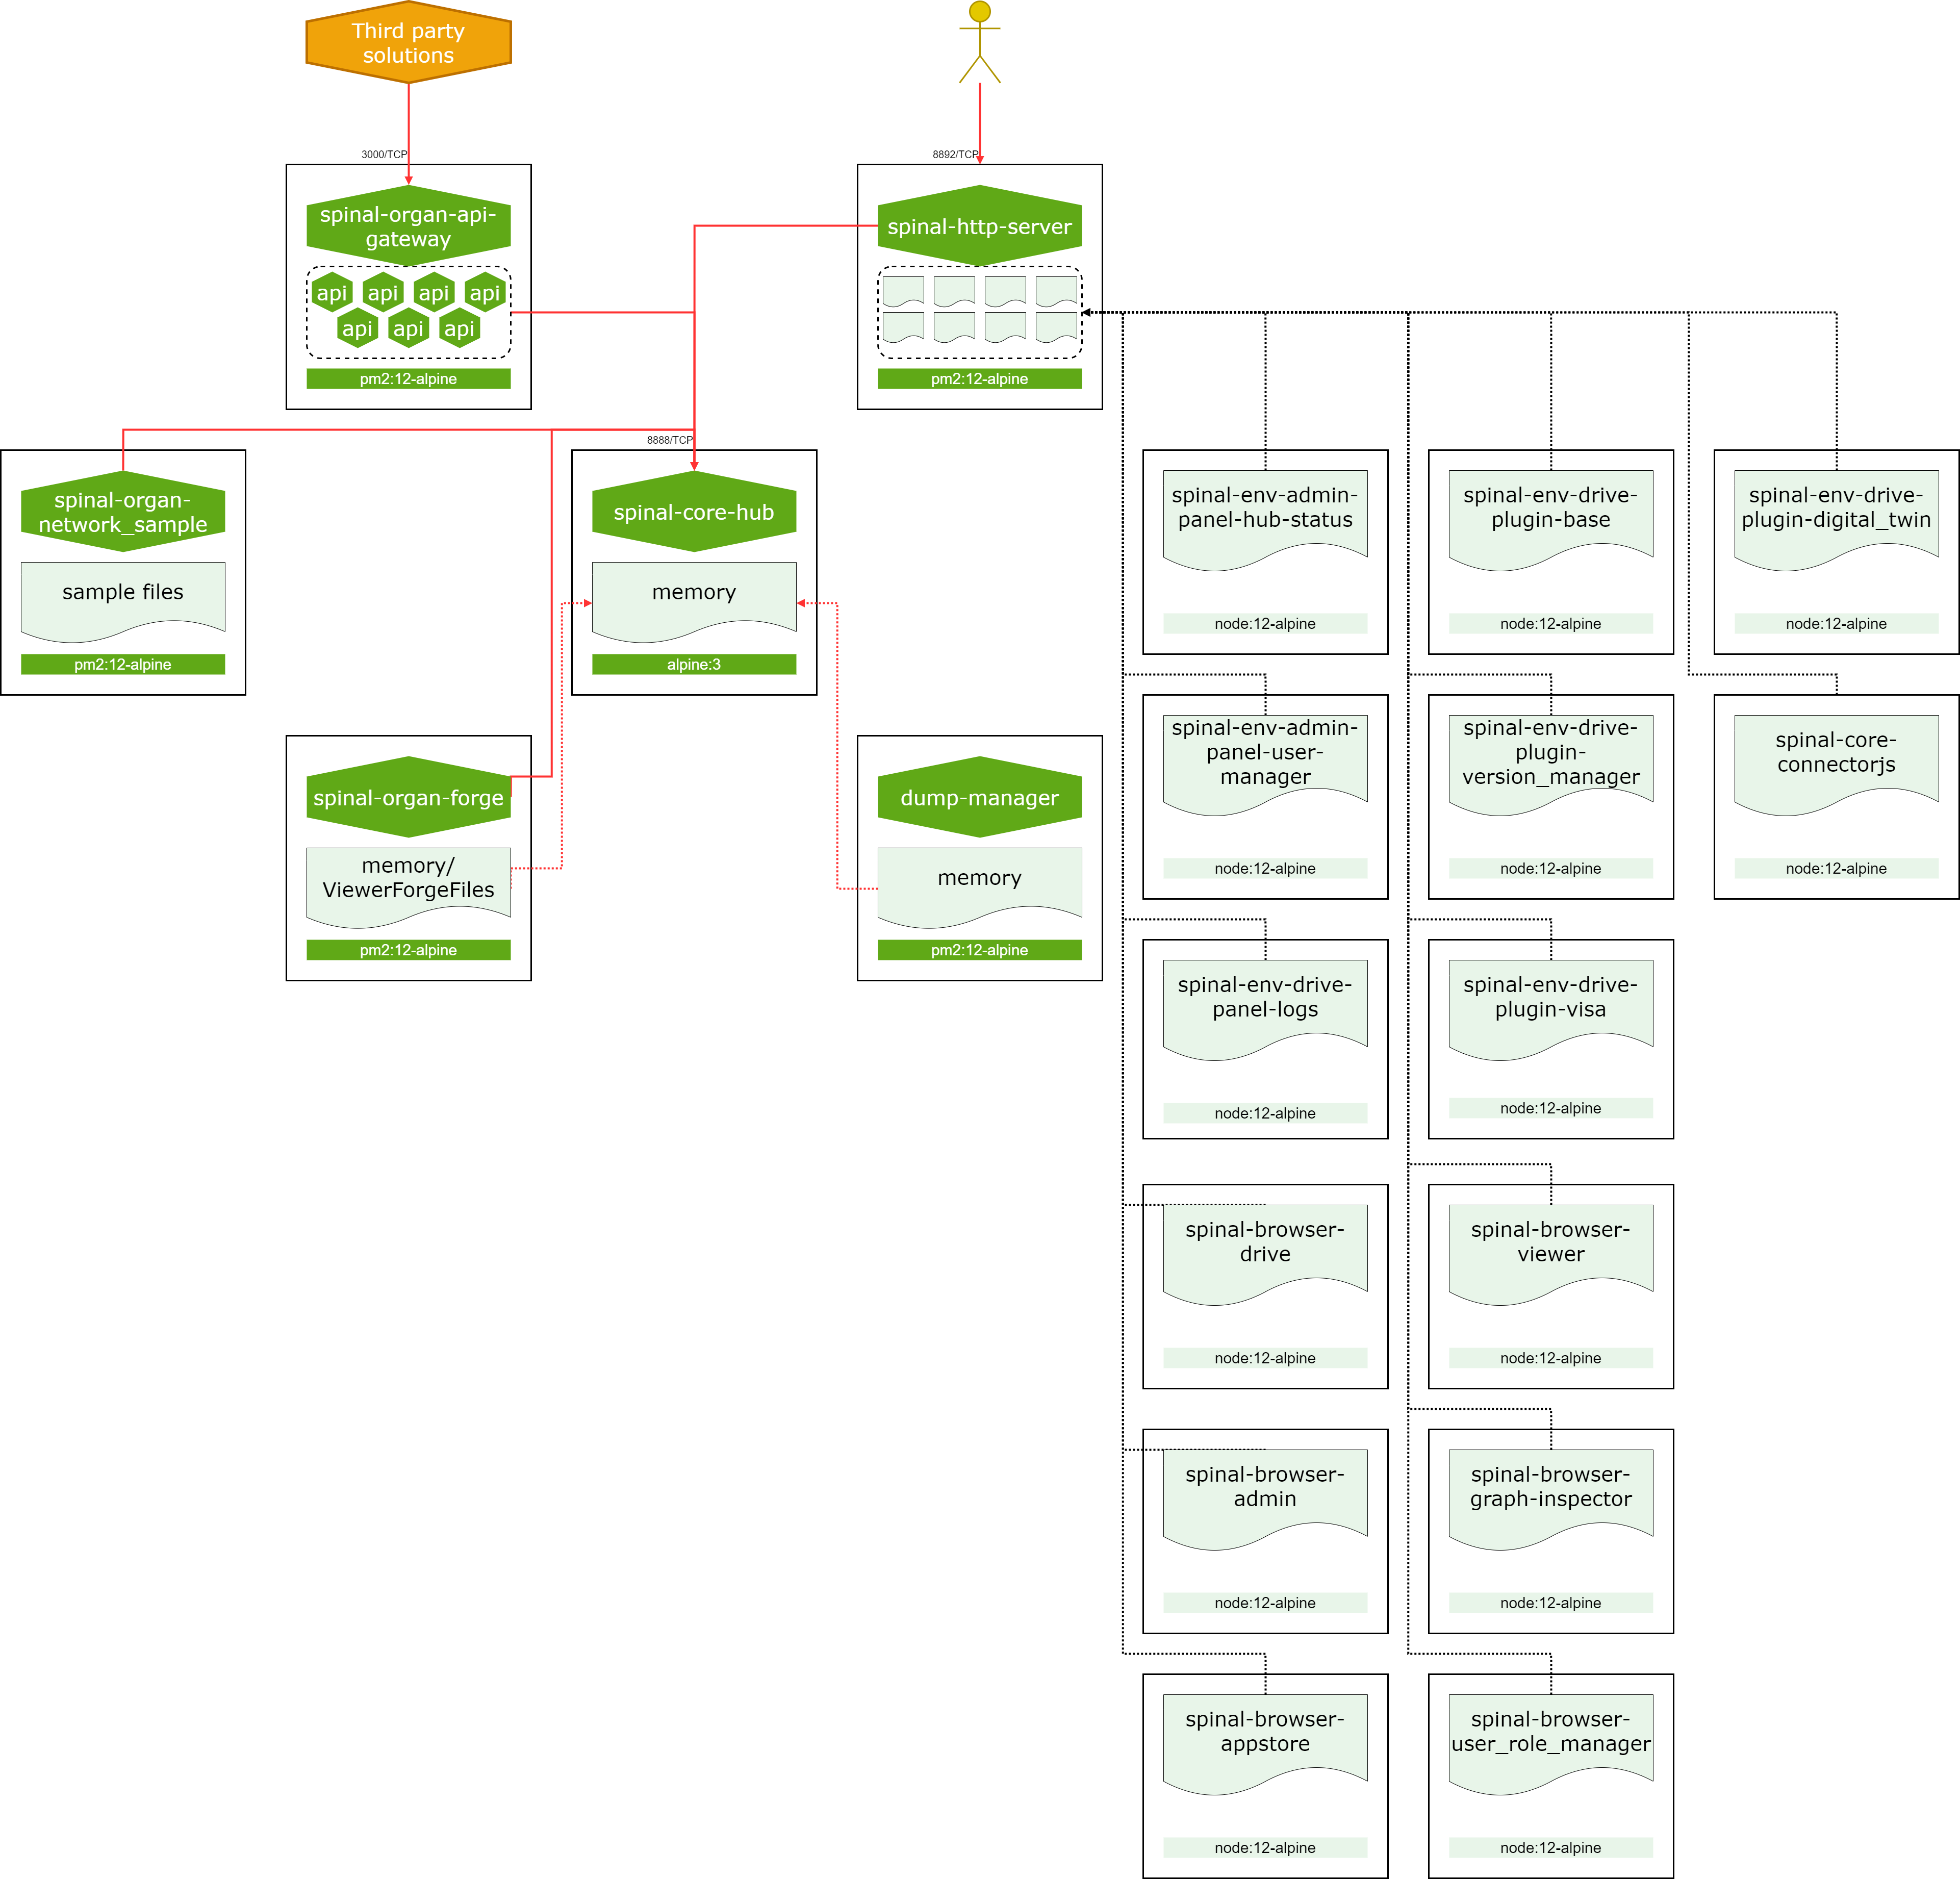 Third party
solutions
3000/TCP
8892/TCP
spinal-organ-api-
gateway
api
api
api
api
api
api
api
pm2:12-alpine
spinal-http-server
pm2:12-alpine
8888/TCP
spinal-organ-
network_sample
sample files
pm2:12-alpine
spinal-core-hub
memory
alpine:3
spinal-env-admin-
panel-hub-status
node:12-alpine
spinal-env-drive-
plugin-base
node:12-alpine
spinal-env-drive-
plugin-digital_twin
node:12-alpine
spinal-organ-forge
memory/
ViewerForgeFiles
pm2:12-alpine
dump-manager
memory
pm2:12-alpine
spinal-env-admin-
panel-user-
manager
node:12-alpine
spinal-env-drive-
plugin-
version_manager
node:12-alpine
spinal-core-
connectorjs
node:12-alpine
spinal-env-drive-
panel-logs
node:12-alpine
spinal-env-drive-
plugin-visa
node:12-alpine
spinal-browser-
drive
node:12-alpine
spinal-browser-
viewer
node:12-alpine
spinal-browser-
admin
node:12-alpine
spinal-browser-
graph-inspector
node:12-alpine
spinal-browser-
appstore
node:12-alpine
spinal-browser-
user_role_manager
node:12-alpine